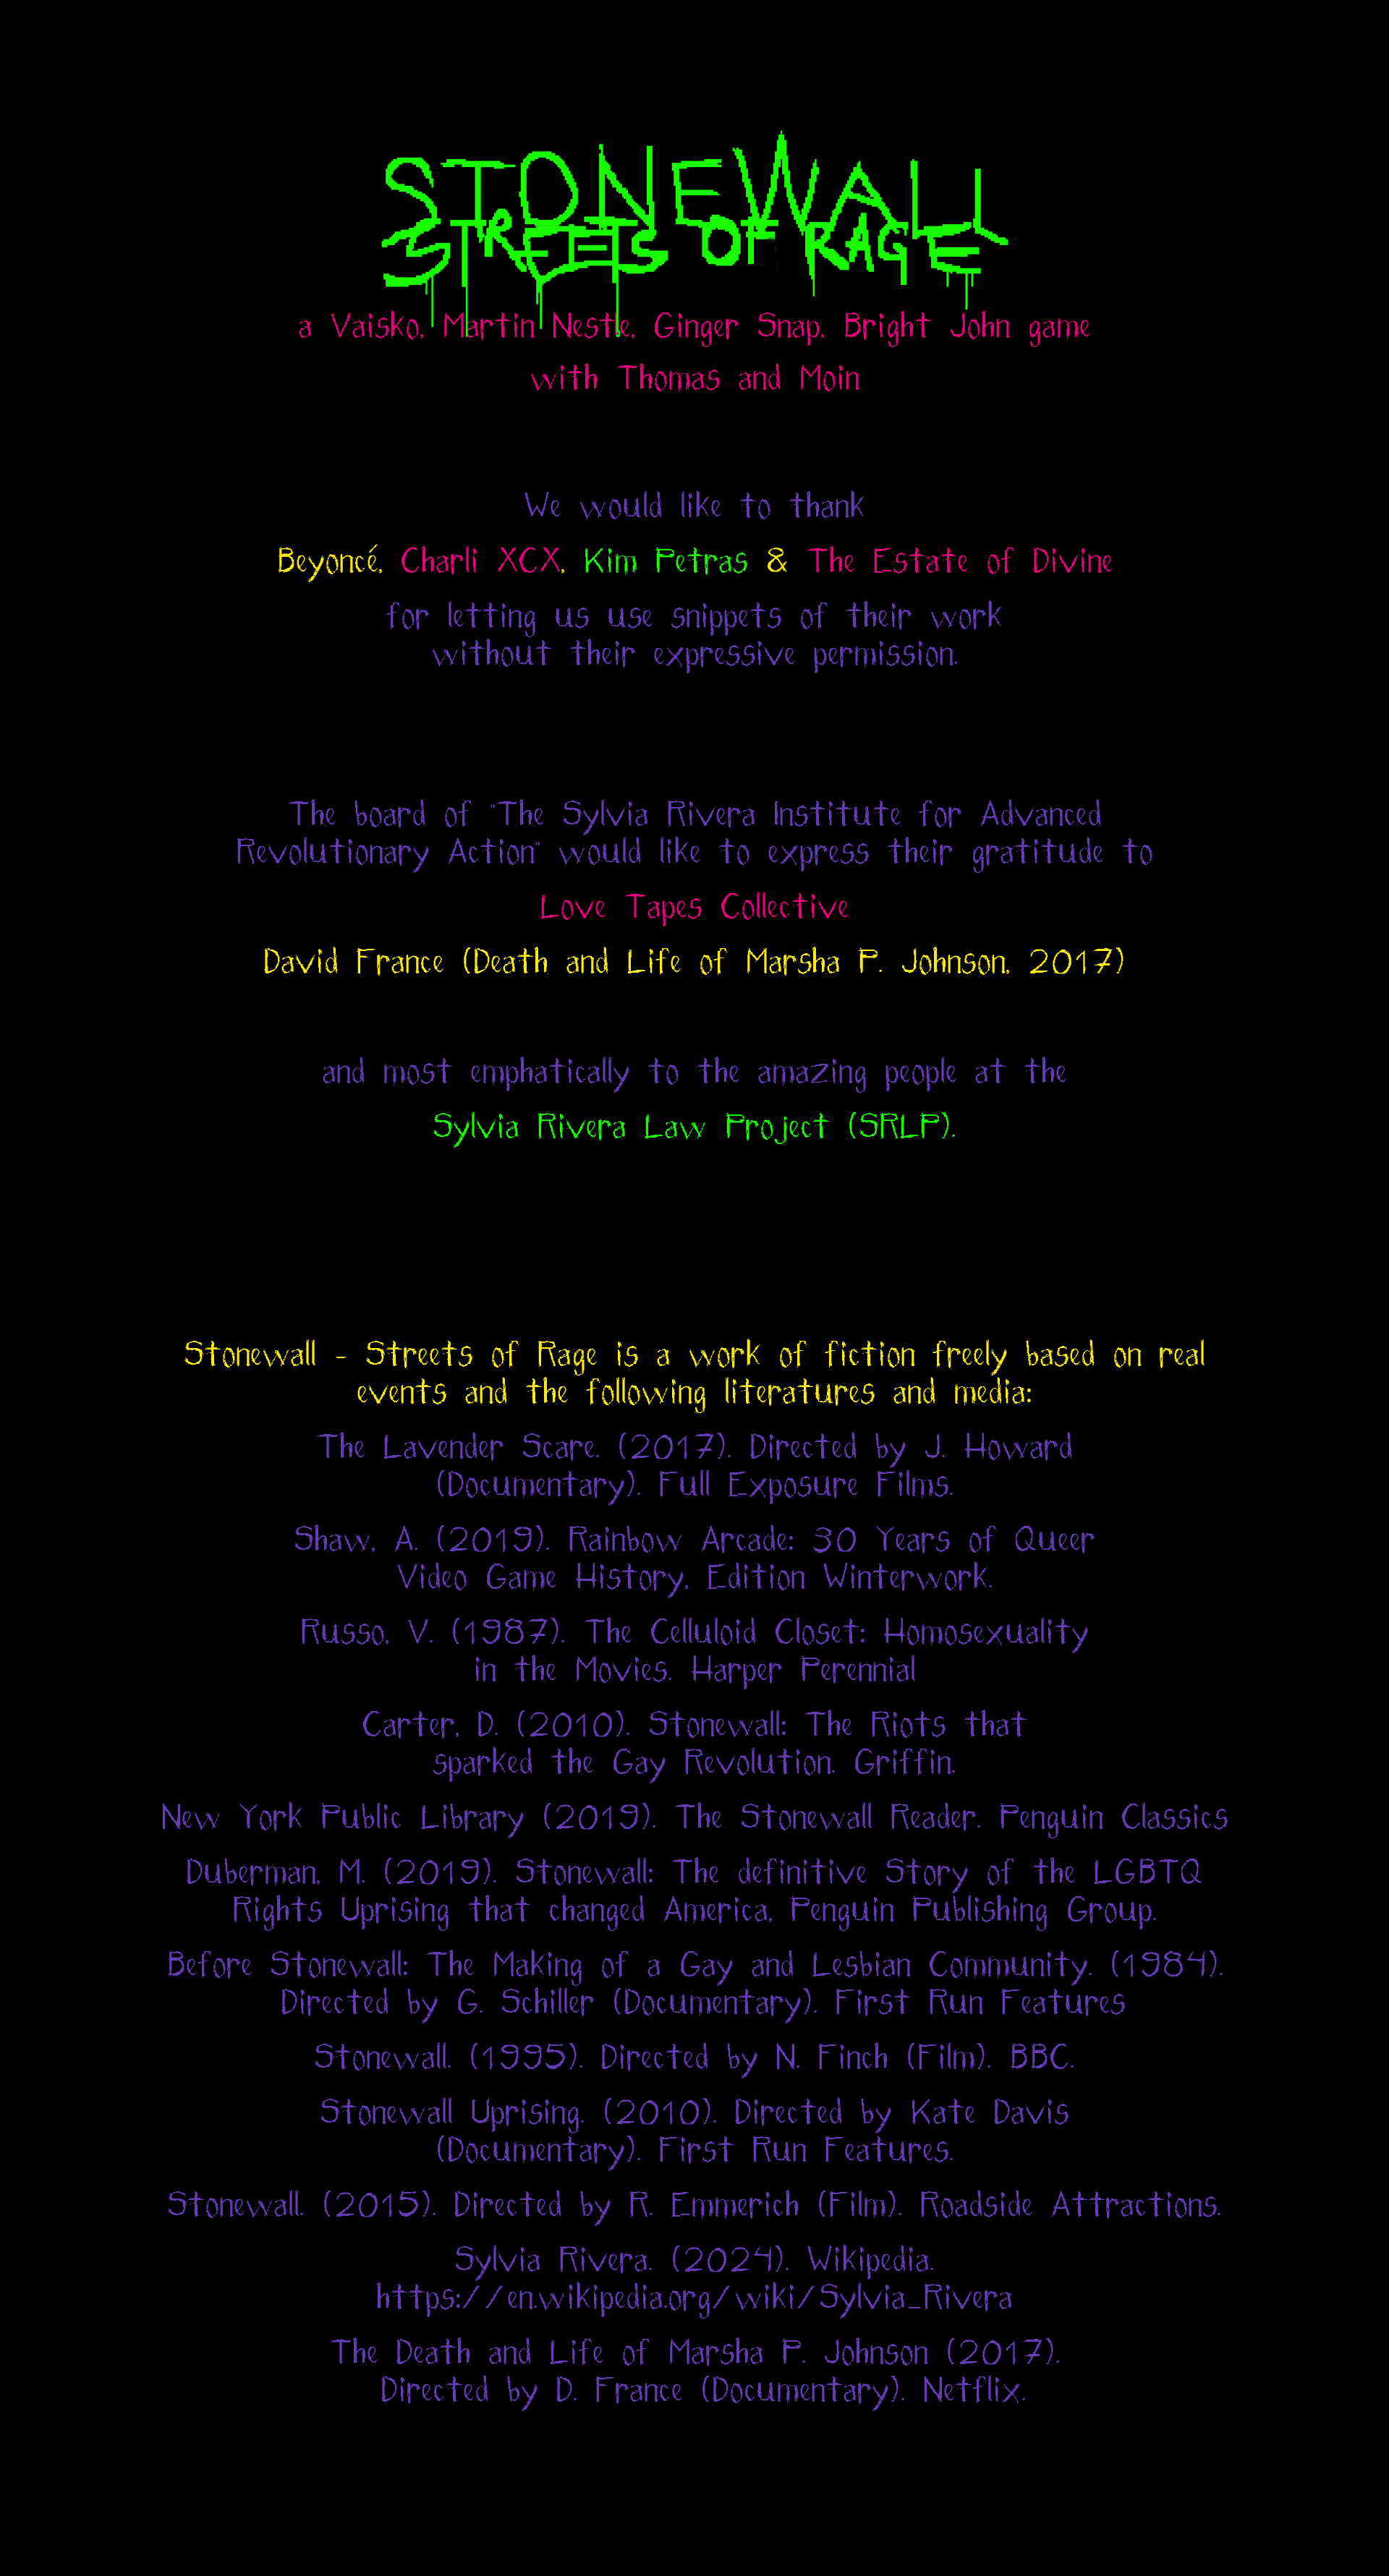 STONEWALL
STREETS OF RAGE
a Vaisko, Martin Nestle, Ginger Snap, Bright John game
with Thomas and Moin
We would like to thank
Beyoncé, Charli XCX, Kim Petras & The Estate of Divine
for letting us use snippets of their work
without their expressive permission.
The board of "The Sylvia Rivera Institute for Advanced
Revolutionary Action" would like to express their gratitude to
Love Tapes Collective
David France (Death and Life of Marsha P. Johnson, 2017)
and most emphatically to the amazing people at the
Sylvia Rivera Law Project (SRLP).
Stonewall - Streets of Rage is a work of fiction freely based on real
events and the following literatures and media:
The Lavender Scare. (2017). Directed by J. Howard
(Documentary). Full Exposure Films.
Shaw, A. (2019). Rainbow Arcade: 30 Years of Queer
Video Game History, Edition Winterwork.
Russo, V. (1987). The Celluloid Closet: Homosexuality
in the Movies. Harper Perennial
Carter, D. (2010). Stonewall: The Riots that
sparked the Gay Revolution. Griffin.
New York Public Library (2019). The Stonewall Reader. Penguin Classics
Duberman, M. (2019). Stonewall: The definitive Story of the LGBTQ
Rights Uprising that changed America, Penguin Publishing Group.
Before Stonewall: The Making of a Gay and Lesbian Community. (1984).
Directed by G. Schiller (Documentary). First Run Features
Stonewall. (1995). Directed by N. Finch (Film). BBC.
Stonewall Uprising. (2010). Directed by Kate Davis
(Documentary). First Run Features.
Stonewall. (2015). Directed by R. Emmerich (Film). Roadside Attractions.
Sylvia Rivera. (2024). Wikipedia.
https://en.wikipedia.org/wiki/Sylvia_Rivera
The Death and Life of Marsha P. Johnson (2017).
Directed by D. France (Documentary). Netflix.